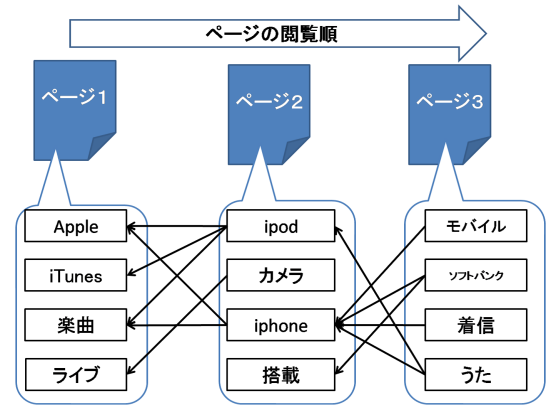 ページの閲覧順
ページ1
ページ2
ページ3
Apple
iTunes
楽曲
ライブ
ipod
カメラ
iphone
搭載
モバイル
ソフトバンク
着信
うた